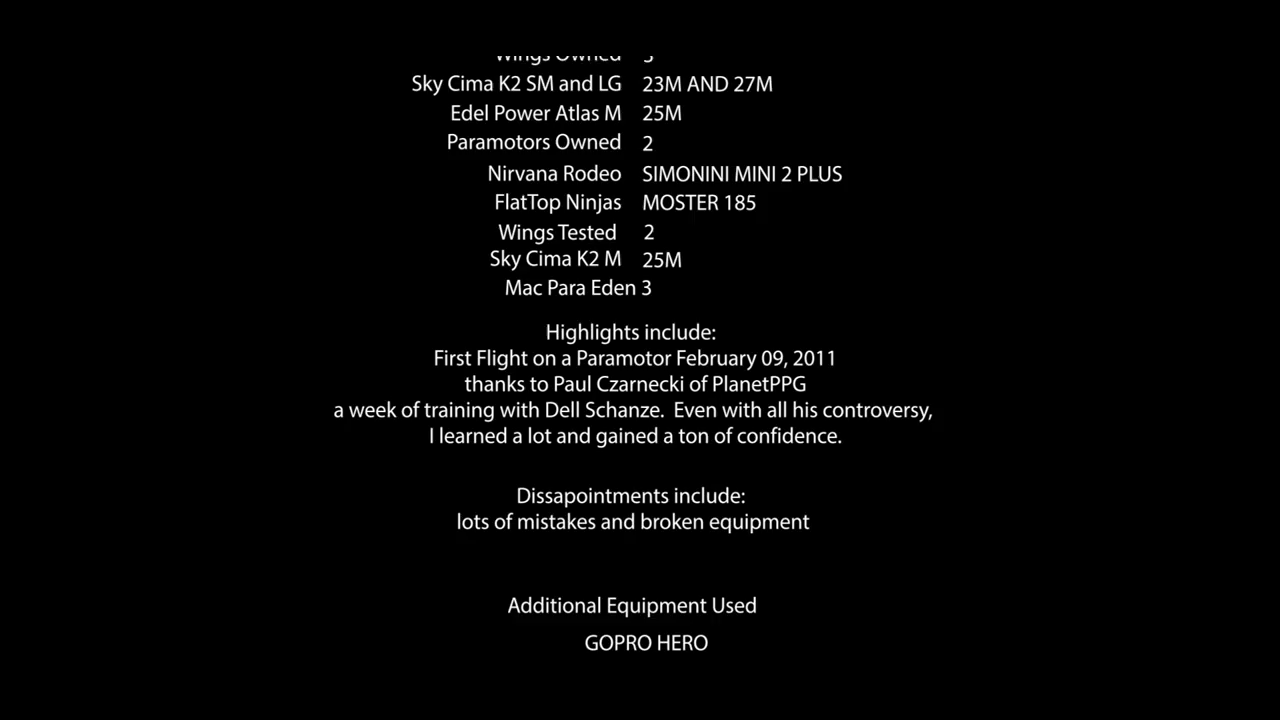 Wings Owned 3
Sky Cima K2 SM and LG 23M AND 27M
Edel Power Atlas M 25M
Paramotors Owned 2
Nirvana Rodeo SIMONINI MINI 2 PLUS
FlatTop Ninjas MOSTER 185
Wings Tested 2
Sky Cima K2 M 25M
Mac Para Eden 3
Highlights include:
First Flight on a Paramotor February 09, 2011
thanks to Paul Czarnecki of PlanetPPG
a week of training with Dell Schanze. Even with all his controversy,
I learned a lot and gained a ton of confidence.
Dissapointments include:
lots of mistakes and broken equipment
Additional Equipment Used
GOPRO HERO